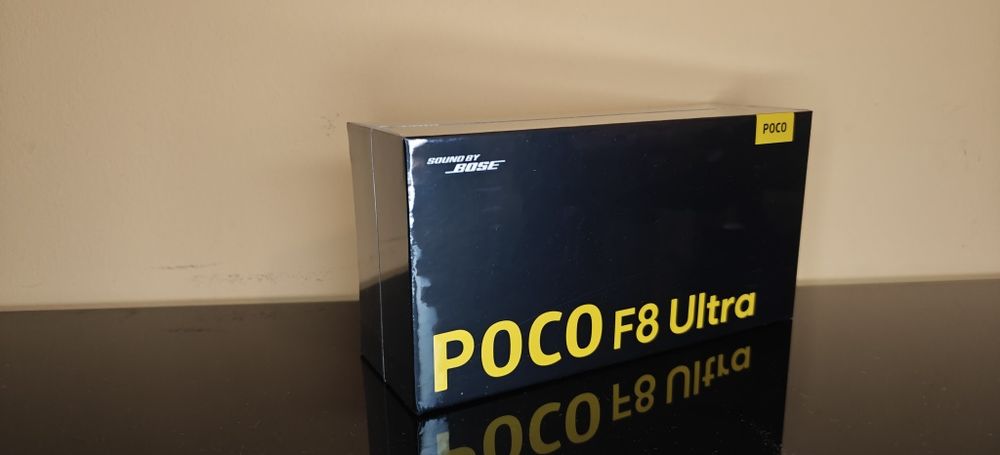 SOUND BY
BOSE
POCO
POCO F8 Ultra